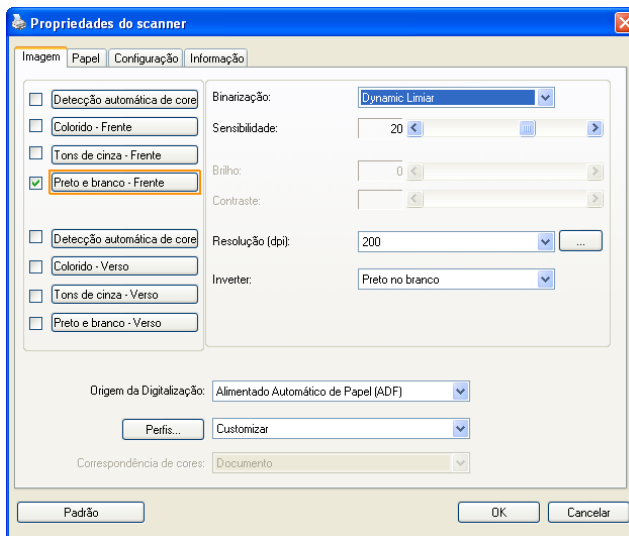 Propriedades do scanner
Imagem Papel Configuração Informação
Detecção automática de core
Colorido - Frente
Tons de cinza - Frente
Preto e branco - Frente
Detecção automática de core
Colorido - Verso
Tons de cinza - Verso
Preto e branco - Verso
Binarização: Dynamic Limiar
Sensibilidade: 20
Brilho: 0
Contraste:
Resolução (dpi): 200 ...
Inverter: Preto no branco
Origem da Digitalização: Alimentado Automático de Papel (ADF)
Perfis... Customizar
Correspondência de cores: Documento
Padrão OK Cancelar